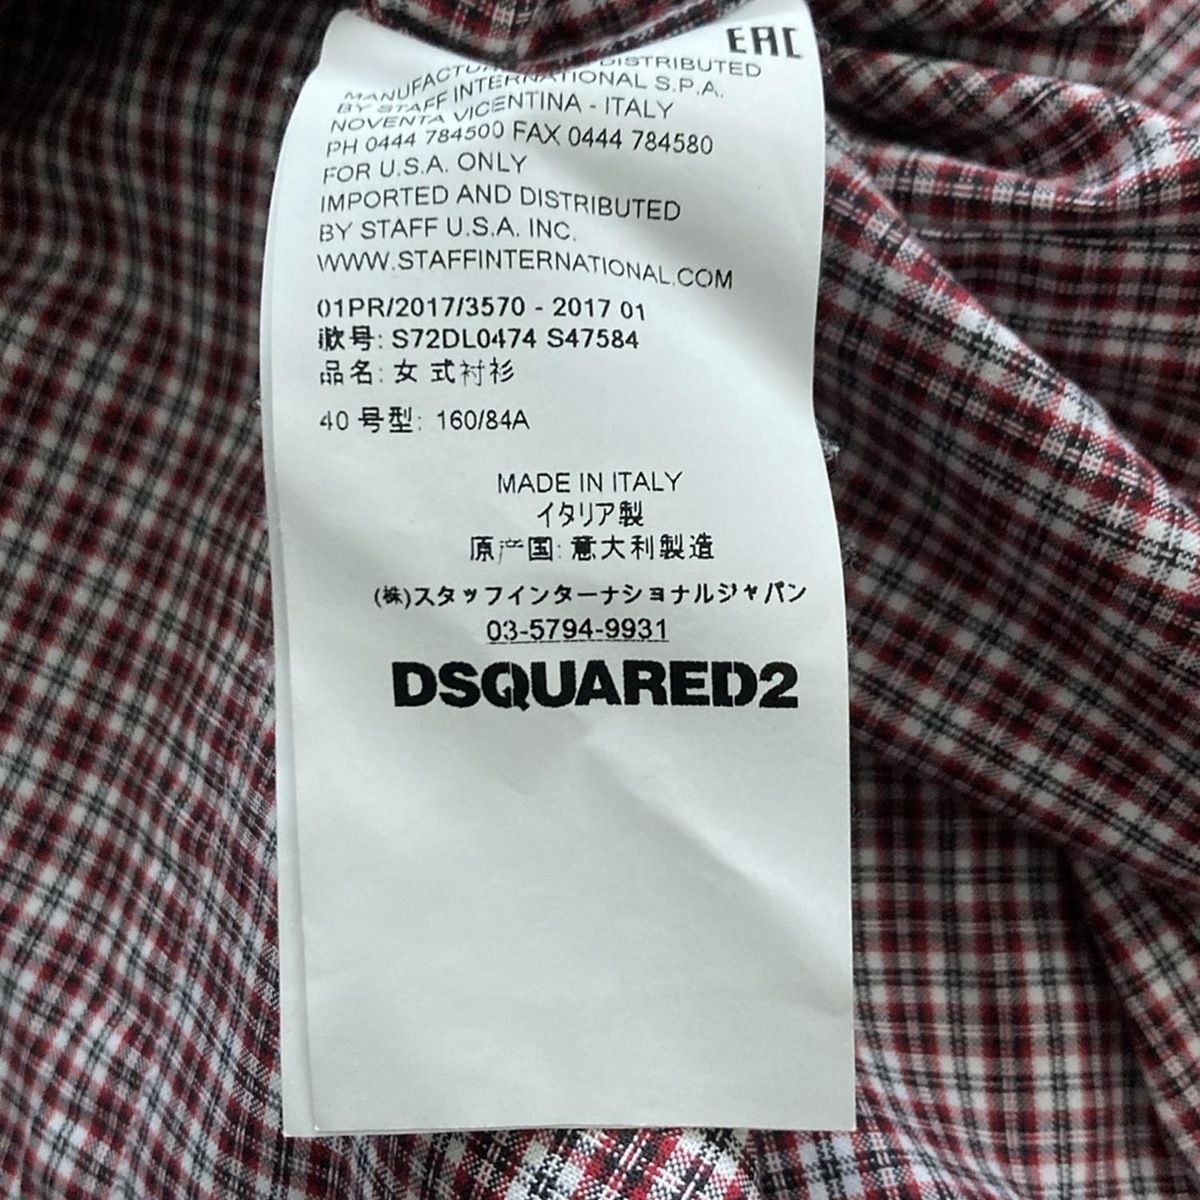 EAC
MANUFACTU DISTRIBUTED
BY STAFF INTERNATIONAL S.P.A.
NOVENTA VICENTINA - ITALY
PH 0444 784500 FAX 0444 784580
FOR U.S.A. ONLY
IMPORTED AND DISTRIBUTED
BY STAFF U.S.A. INC.
WWW.STAFFINTERNATIONAL.COM
01PR/2017/3570 - 2017 01
款号: S72DL0474 S47584
品名: 女 式衬衫
40 号型: 160/84A
MADE IN ITALY
イタリア製
原产国: 意大利製造
(株)スタッフインターナショナルジャパン
03-5794-9931
DSQUARED2